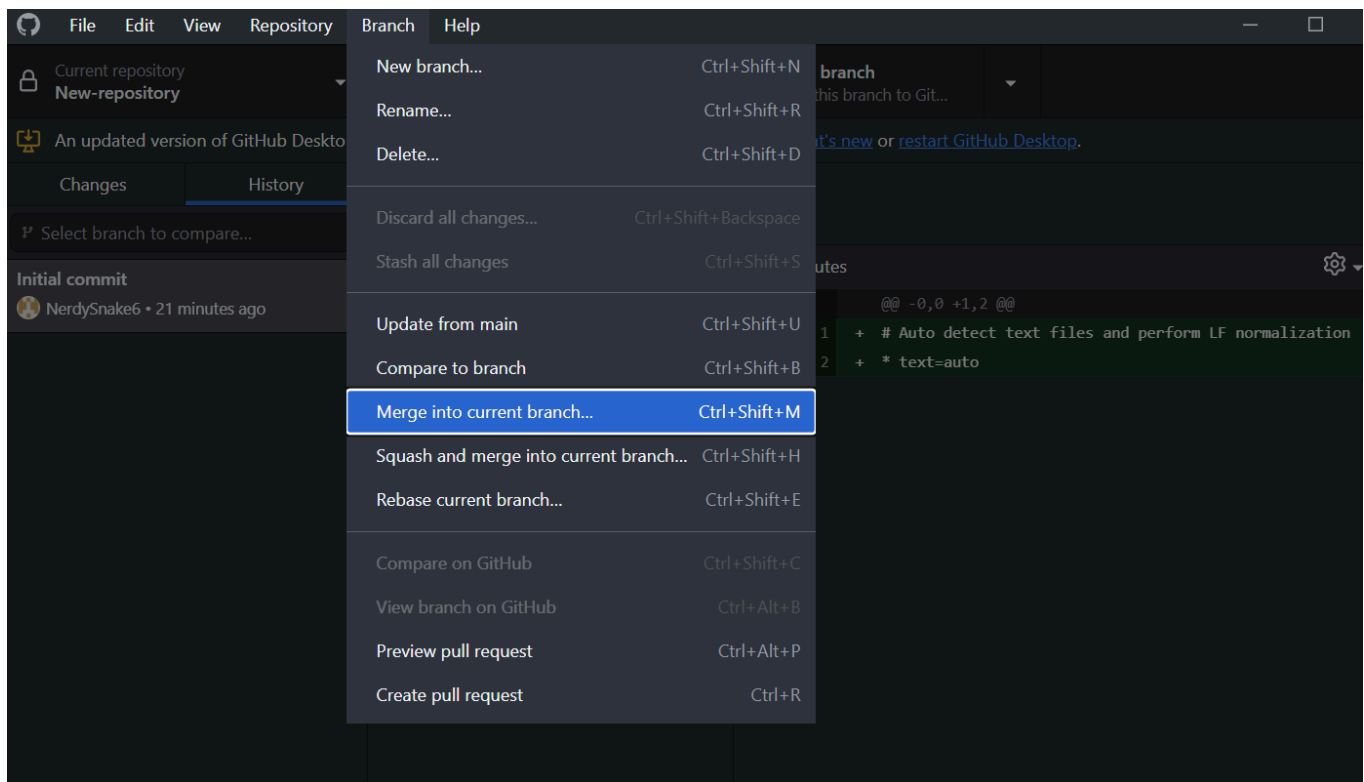 File Edit View Repository Branch Help
Current repository
New-repository
branch
this branch to Git...
An updated version of GitHub Deskto
t's new or restart GitHub Desktop.
Changes History
Select branch to compare...
Initial commit
NerdySnake6 • 21 minutes ago
New branch... Ctrl+Shift+N
Rename... Ctrl+Shift+R
Delete... Ctrl+Shift+D
Discard all changes... Ctrl+Shift+Backspace
Stash all changes Ctrl+Shift+S
Update from main Ctrl+Shift+U
Compare to branch Ctrl+Shift+B
Merge into current branch... Ctrl+Shift+M
Squash and merge into current branch... Ctrl+Shift+H
Rebase current branch... Ctrl+Shift+E
Compare on GitHub Ctrl+Shift+C
View branch on GitHub Ctrl+Alt+B
Preview pull request Ctrl+Alt+P
Create pull request Ctrl+R
utes
@@ -0,0 +1,2 @@
1 + # Auto detect text files and perform LF normalization
2 + * text=auto